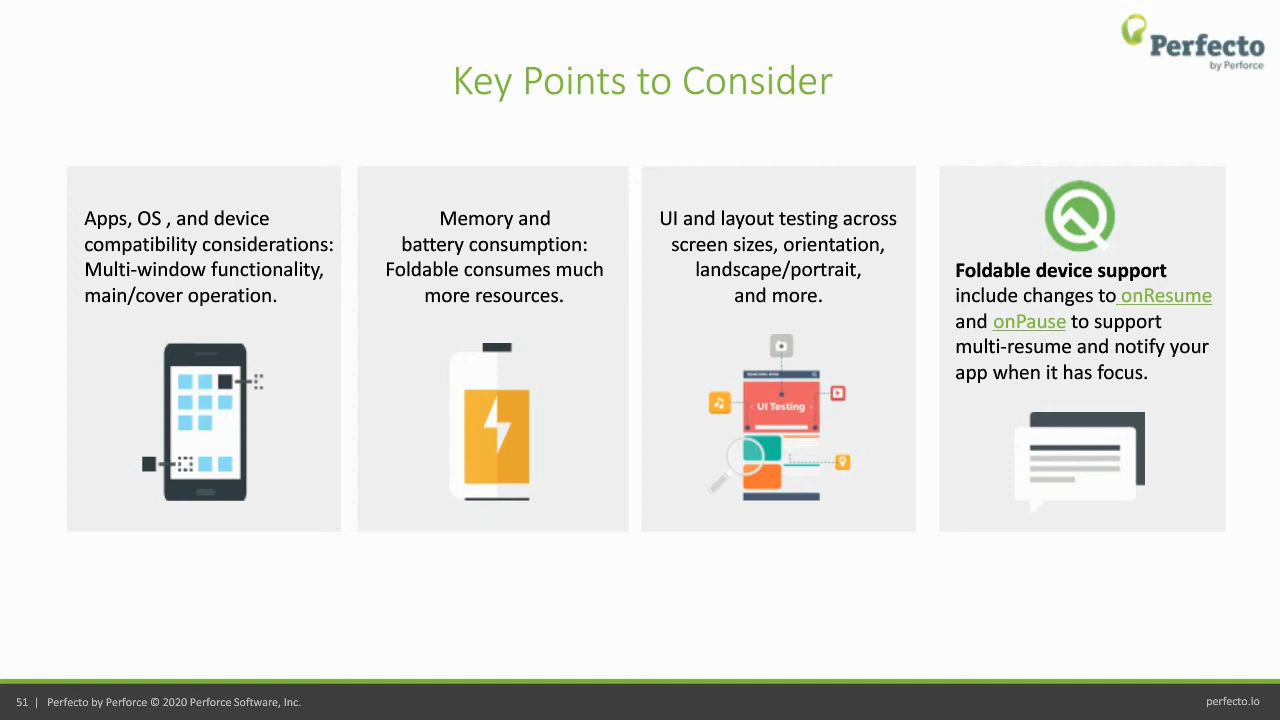 Perfecto
by Perforce
Key Points to Consider
Apps, OS , and device
compatibility considerations:
Multi-window functionality,
main/cover operation.
Memory and
battery consumption:
Foldable consumes much
more resources.
UI and layout testing across
screen sizes, orientation,
landscape/portrait,
and more.
UI Testing
Foldable device support
include changes to onResume
and onPause to support
multi-resume and notify your
app when it has focus.
51 | Perfecto by Perforce © 2020 Perforce Software, Inc.
perfecto.io